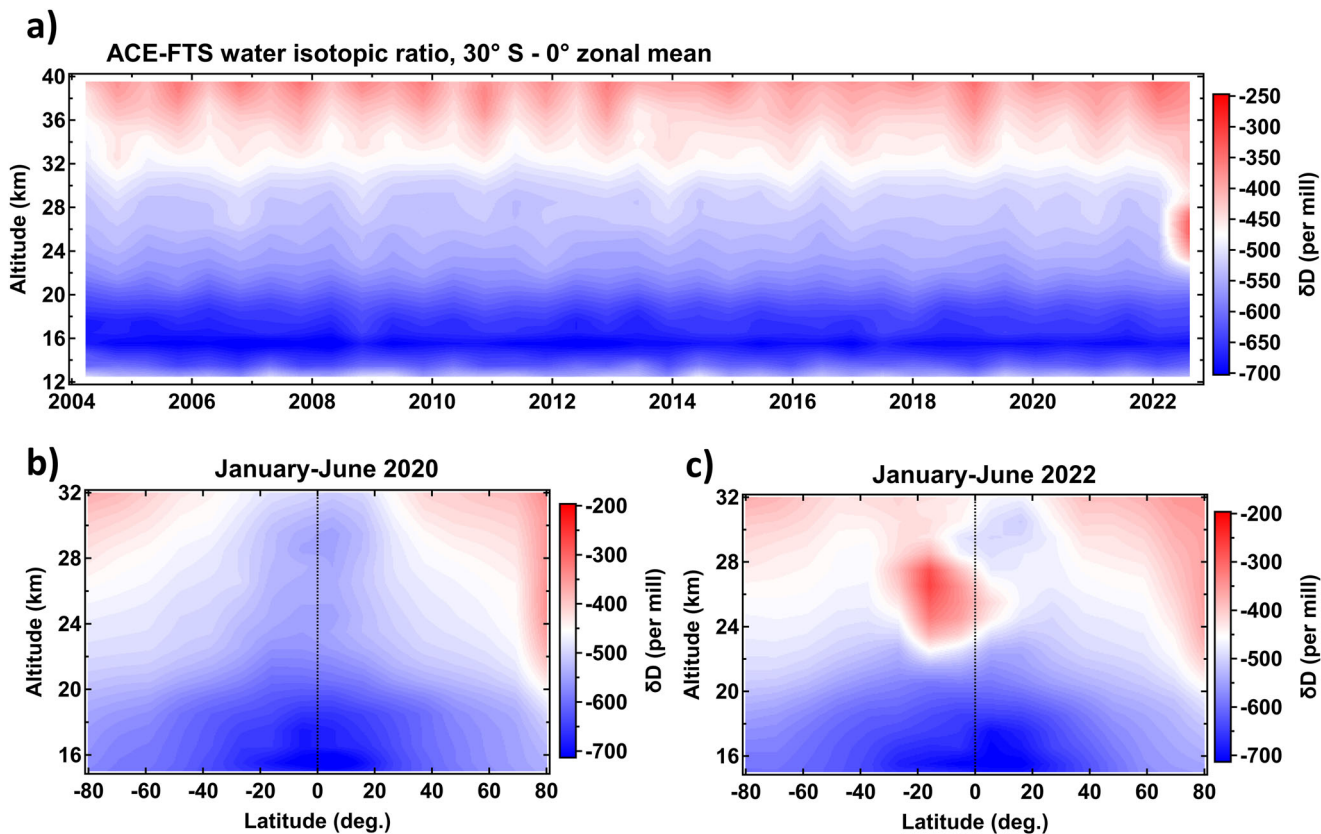 a)
ACE-FTS water isotopic ratio, 30° S - 0° zonal mean
40
36
32
28
24
20
16
12
Altitude (km)
2004 2006 2008 2010 2012 2014 2016 2018 2020 2022
-250
-300
-350
-400
-450
-500
-550
-600
-650
-700
δD (per mill)
b)
January-June 2020
32
28
24
20
16
Altitude (km)
-80 -60 -40 -20 0 20 40 60 80
Latitude (deg.)
-200
-300
-400
-500
-600
-700
δD (per mill)
c)
January-June 2022
32
28
24
20
16
Altitude (km)
-80 -60 -40 -20 0 20 40 60 80
Latitude (deg.)
-200
-300
-400
-500
-600
-700
δD (per mill)